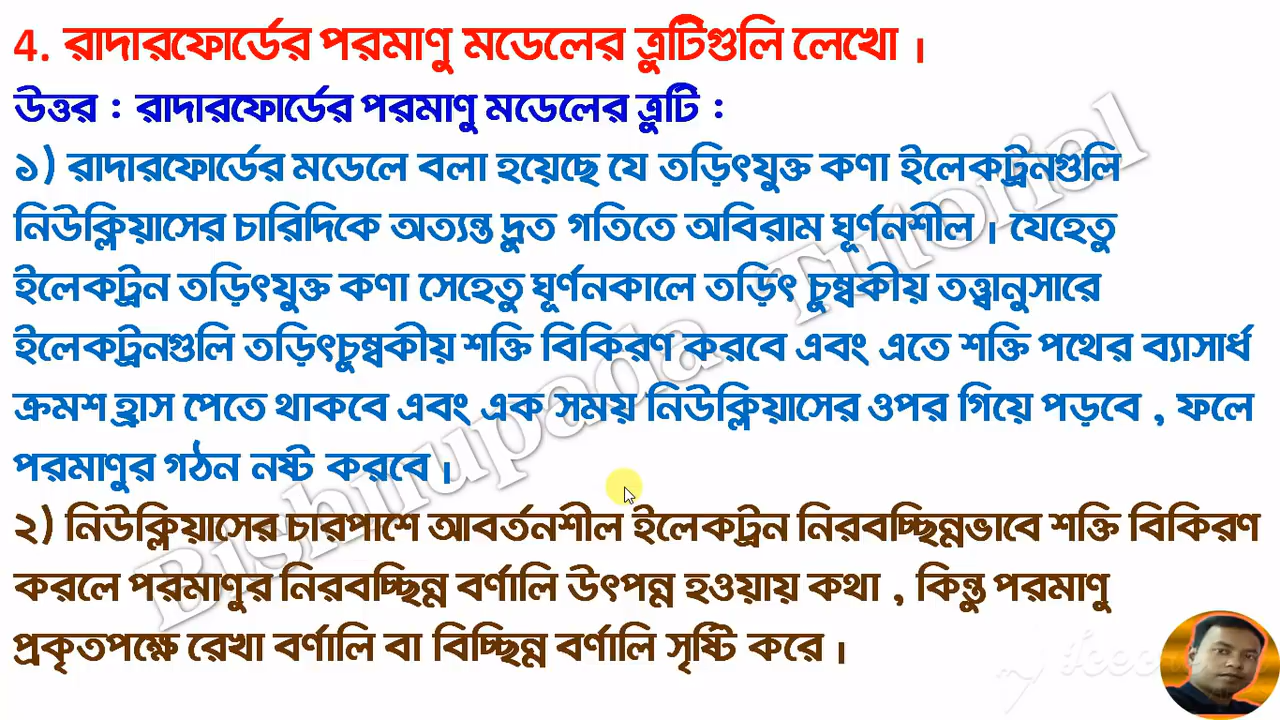 4. রাদারফোর্ডের পরমাণু মডেলের ত্রুটিগুলি লেখো ।
উত্তর : রাদারফোর্ডের পরমাণু মডেলের ত্রুটি :
১) রাদারফোর্ডের মডেলে বলা হয়েছে যে তড়িৎযুক্ত কণা ইলেকট্রনগুলি
নিউক্লিয়াসের চারিদিকে অত্যন্ত দ্রুত গতিতে অবিরাম ঘূর্ণনশীল । যেহেতু
ইলেকট্রন তড়িৎযুক্ত কণা সেহেতু ঘূর্ণনকালে তড়িৎ চুম্বকীয় তত্ত্বানুসারে
ইলেকট্রনগুলি তড়িৎচুম্বকীয় শক্তি বিকিরণ করবে এবং এতে শক্তি পথের ব্যাসার্ধ
ক্রমশ হ্রাস পেতে থাকবে এবং এক সময় নিউক্লিয়াসের ওপর গিয়ে পড়বে , ফলে
পরমাণুর গঠন নষ্ট করবে ।
২) নিউক্লিয়াসের চারপাশে আবর্তনশীল ইলেকট্রন নিরবচ্ছিন্নভাবে শক্তি বিকিরণ
করলে পরমাণুর নিরবচ্ছিন্ন বর্ণালি উৎপন্ন হওয়ায় কথা , কিন্তু পরমাণু
প্রকৃতপক্ষে রেখা বর্ণালি বা বিচ্ছিন্ন বর্ণালি সৃষ্টি করে ।
Bishnupada Tutorial